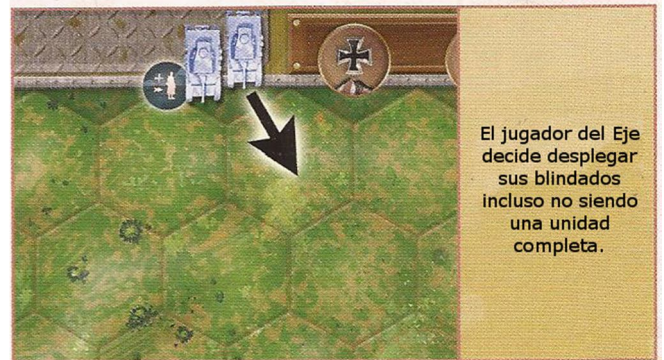 El jugador del Eje
decide desplegar
sus blindados
incluso no siendo
una unidad
completa.